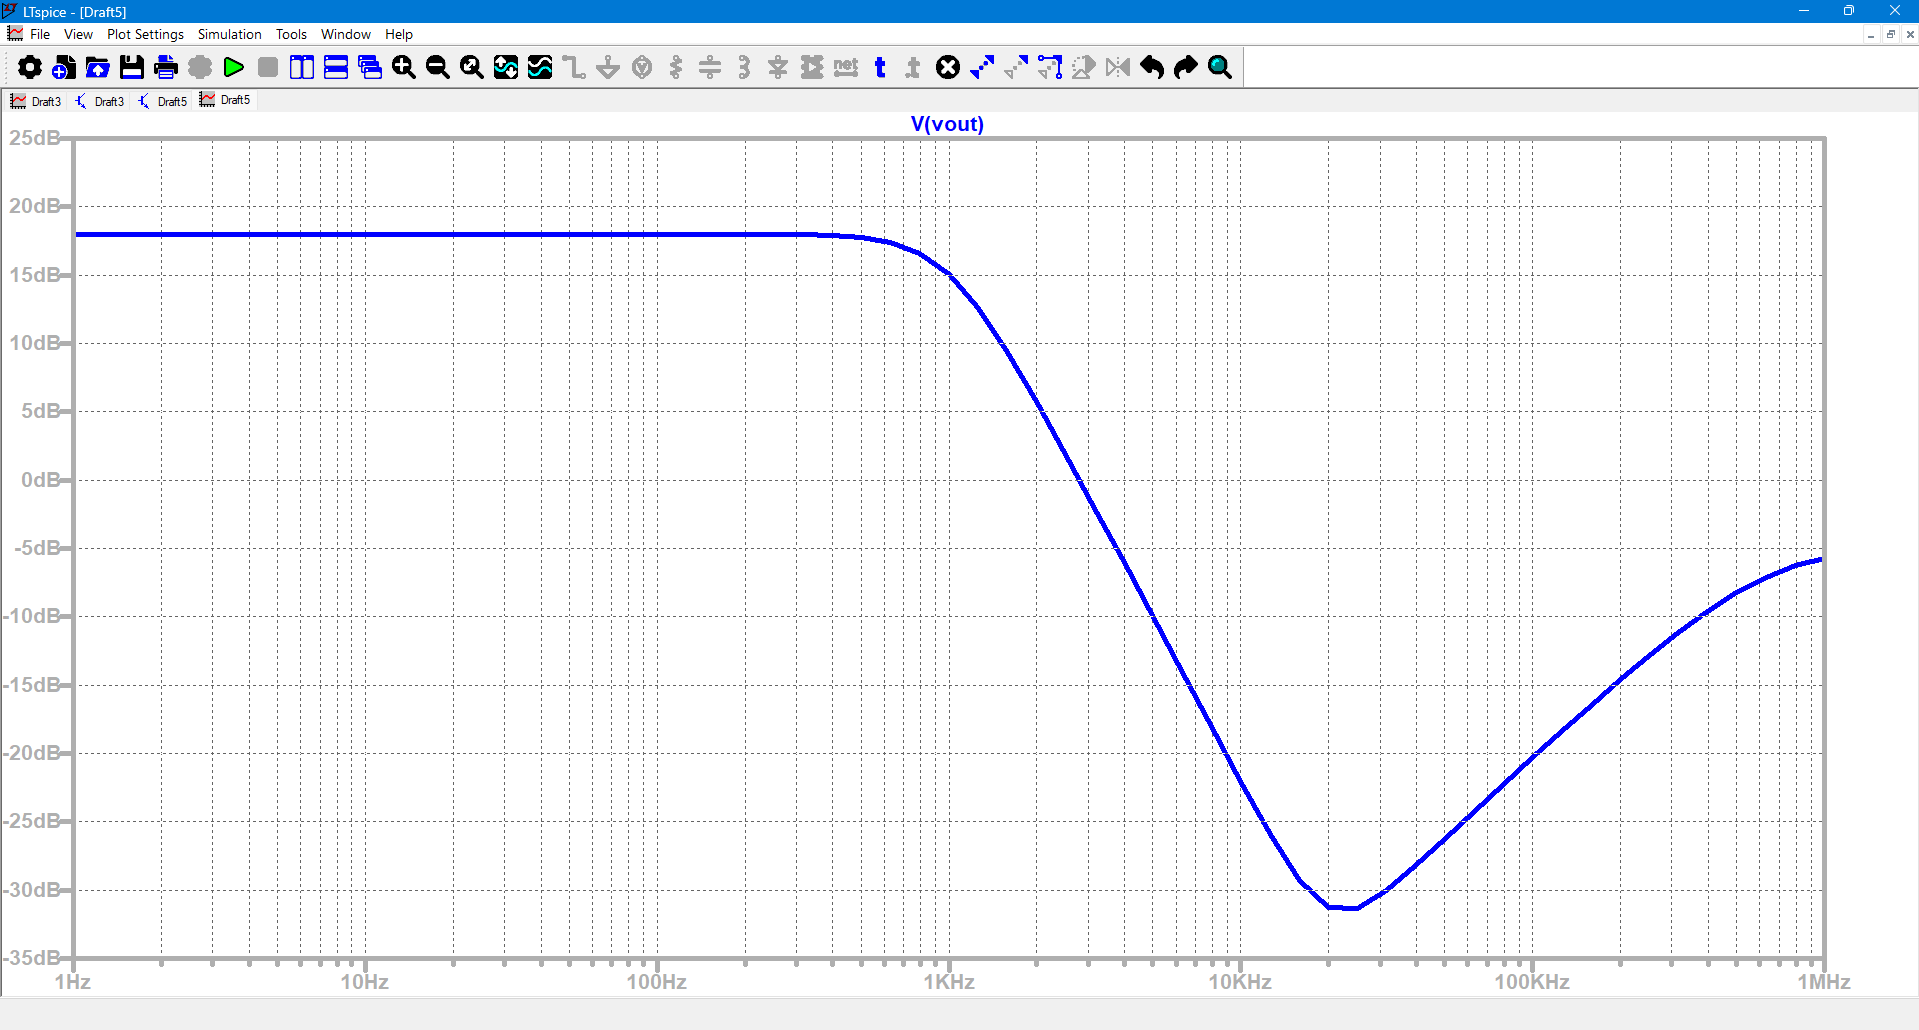 LTspice - [Draft5]
File View Plot Settings Simulation Tools Window Help
net t t
Draft3 Draft3 Draft5 Draft5
V(vout)
25dB
20dB
15dB
10dB
5dB
0dB
-5dB
-10dB
-15dB
-20dB
-25dB
-30dB
-35dB
1Hz 10Hz 100Hz 1KHz 10KHz 100KHz 1MHz